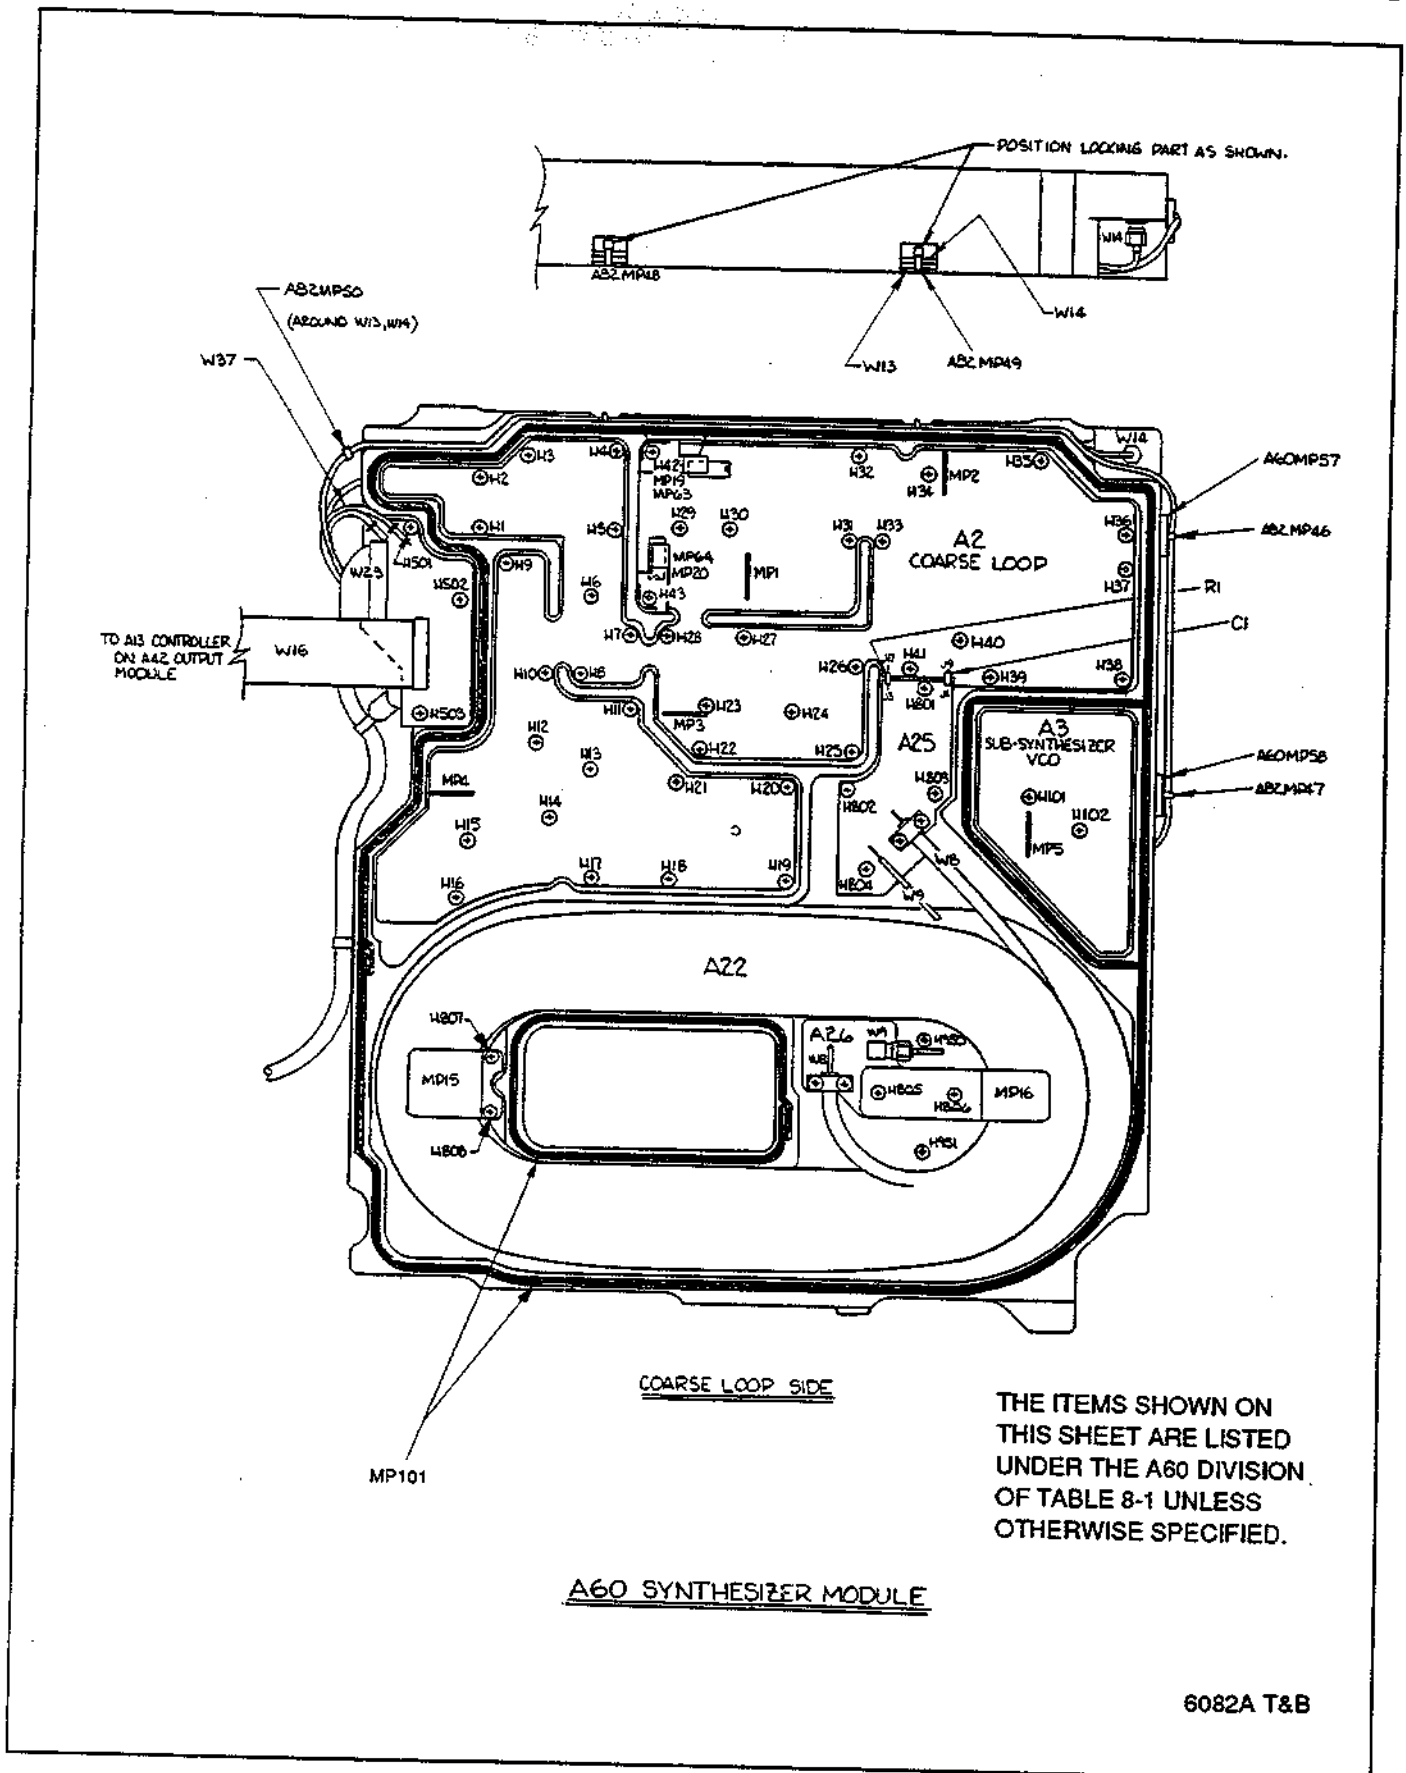 POSITION LOCKING PART AS SHOWN.
W14
A82MP48
A82MP50
(AROUND W13,W14)
W14
W37
W13
A82MP49
W14
A60MP57
H3
H4
H42
MP19
MP63
H32
H34
MP2
H35
H2
H1
H5
H29
H30
H31
H33
A2
COARSE LOOP
H36
A82MP46
H501
W23
H9
MP64
MP20
MP1
H37
H502
H6
H43
R1
C1
TO A13 CONTROLLER
ON A42 OUTPUT
MODULE
W16
H7
H28
H27
H40
H10
H8
H26
H41
H39
H38
H801
H503
H11
MP3
H23
H24
H12
H22
H25
A25
A3
SUB-SYNTHESIZER
VCO
H13
A60MP58
MP4
H21
H20
H802
H803
H101
A82MP47
H14
H102
H15
MP5
W8
H17
H18
H19
H804
W9
H16
A22
H807
A26
W9
H950
W8
MP15
H805
H806
MP16
H808
H951
COARSE LOOP SIDE
MP101
THE ITEMS SHOWN ON
THIS SHEET ARE LISTED
UNDER THE A60 DIVISION
OF TABLE 8-1 UNLESS
OTHERWISE SPECIFIED.
A60 SYNTHESIZER MODULE
6082A T&B